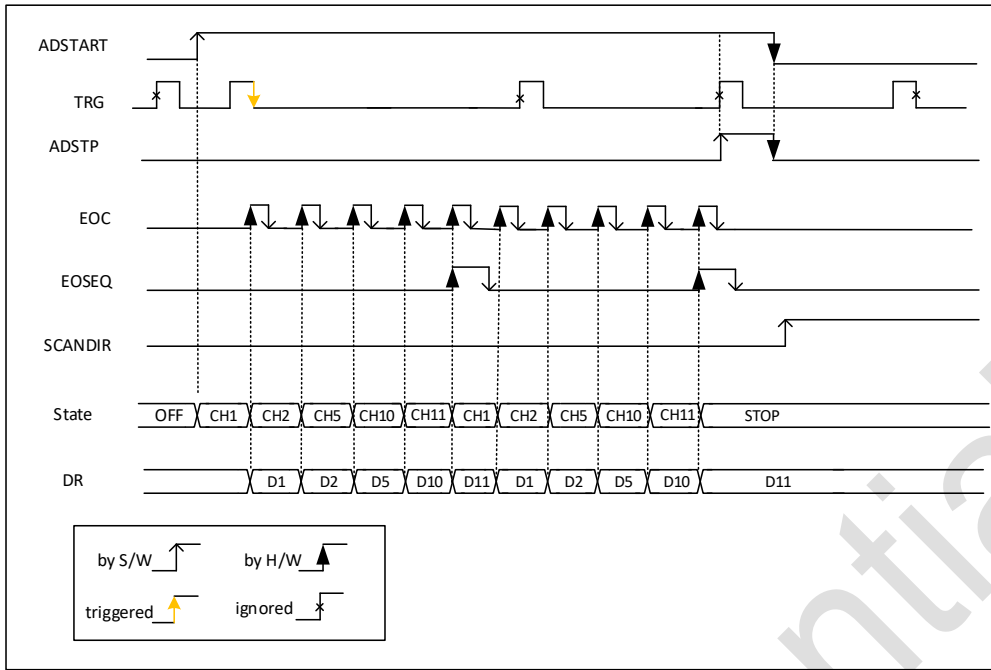 ADSTART
TRG
ADSTP
EOC
EOSEQ
SCANDIR
State OFF CH1 CH2 CH5 CH10 CH11 CH1 CH2 CH5 CH10 CH11 STOP
DR D1 D2 D5 D10 D11 D1 D2 D5 D10 D11
by S/W by H/W
triggered ignored